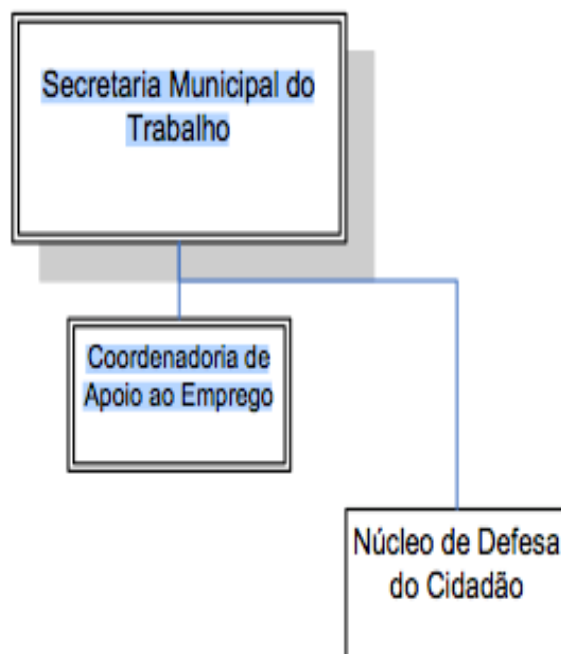 Secretaria Municipal do
Trabalho
Coordenadoria de
Apoio ao Emprego
Núcleo de Defesa
do Cidadão